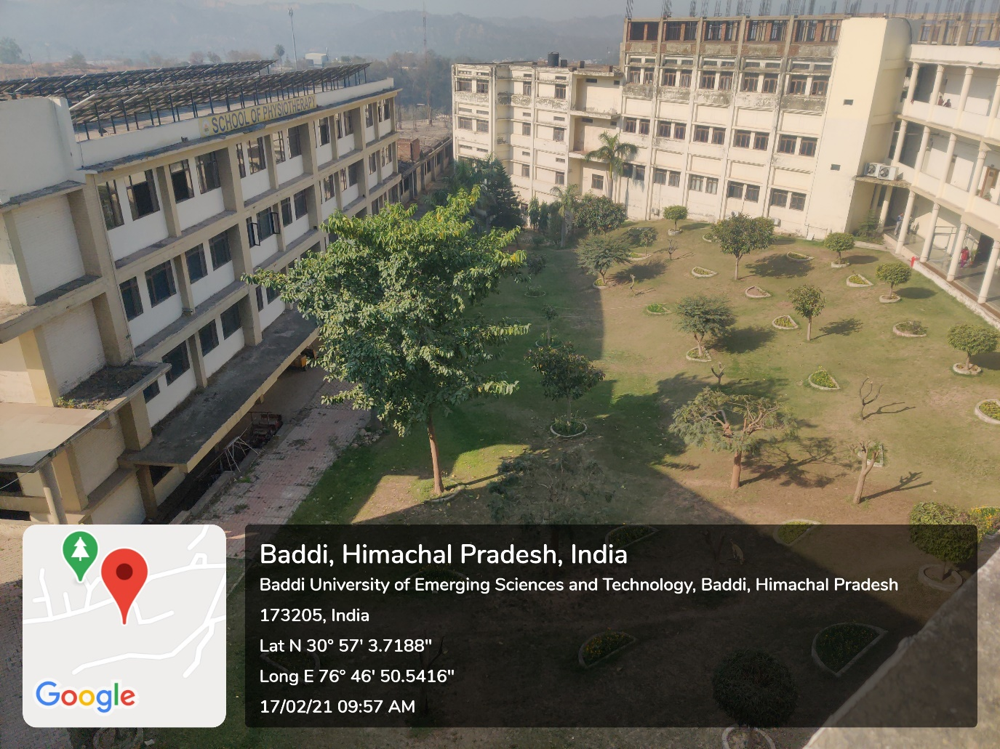 SCHOOL OF PHYSIOTHERAPY
Baddi, Himachal Pradesh, India
Baddi University of Emerging Sciences and Technology, Baddi, Himachal Pradesh
173205, India
Lat N 30° 57' 3.7188"
Long E 76° 46' 50.5416"
17/02/21 09:57 AM
Google